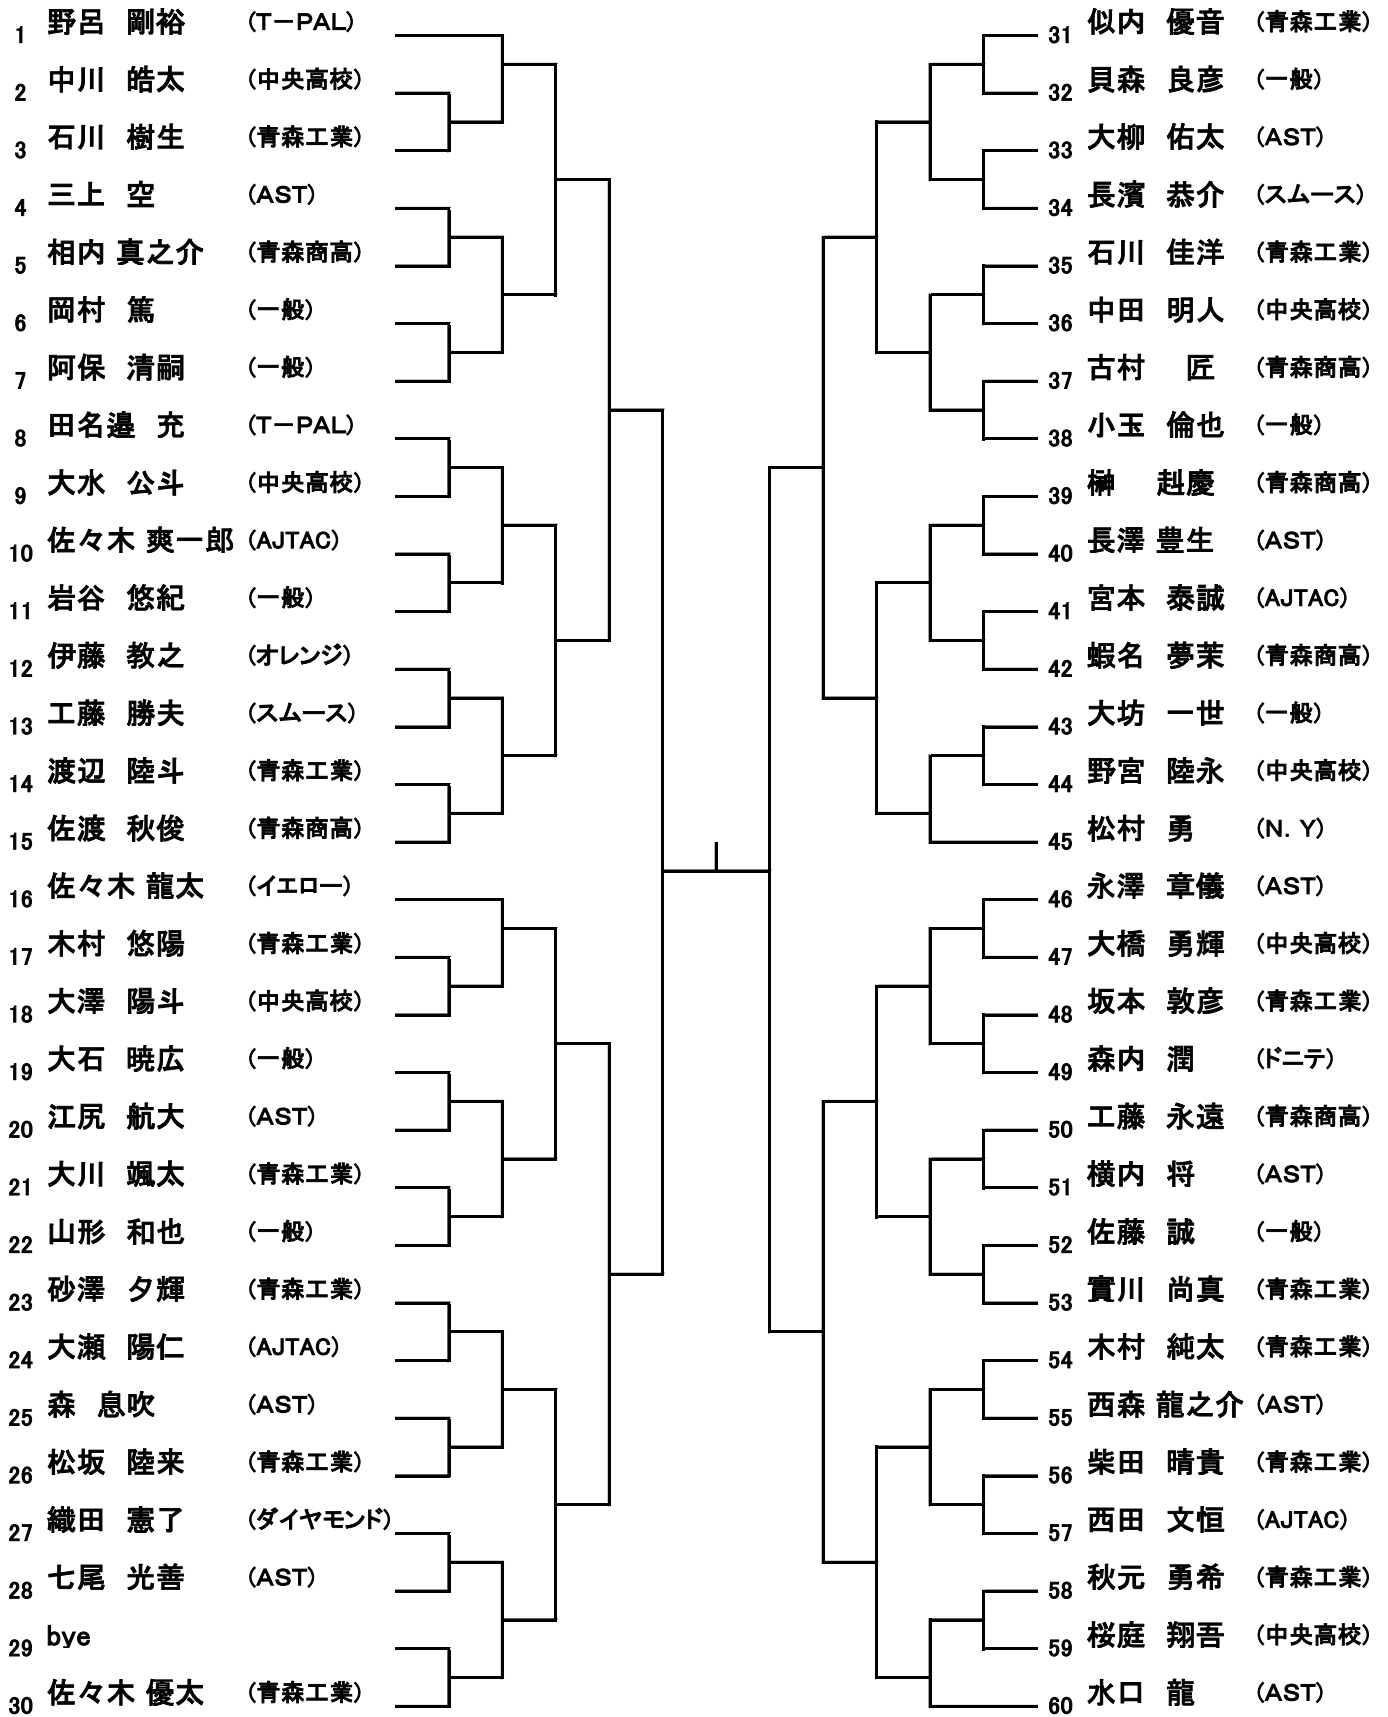 1 野呂 剛裕 (T-PAL)
2 中川 皓太 (中央高校)
3 石川 樹生 (青森工業)
4 三上 空 (AST)
5 相内 真之介 (青森商高)
6 岡村 篤 (一般)
7 阿保 清嗣 (一般)
8 田名邉 充 (T-PAL)
9 大水 公斗 (中央高校)
10 佐々木 爽一郎 (AJTAC)
11 岩谷 悠紀 (一般)
12 伊藤 教之 (オレンジ)
13 工藤 勝夫 (スムース)
14 渡辺 陸斗 (青森工業)
15 佐渡 秋俊 (青森商高)
16 佐々木 龍太 (イエロー)
17 木村 悠陽 (青森工業)
18 大澤 陽斗 (中央高校)
19 大石 暁広 (一般)
20 江尻 航大 (AST)
21 大川 颯太 (青森工業)
22 山形 和也 (一般)
23 砂澤 夕輝 (青森工業)
24 大瀬 陽仁 (AJTAC)
25 森 息吹 (AST)
26 松坂 陸来 (青森工業)
27 織田 憲了 (ダイヤモンド)
28 七尾 光善 (AST)
29 bye
30 佐々木 優太 (青森工業)
31 似内 優音 (青森工業)
32 貝森 良彦 (一般)
33 大柳 佑太 (AST)
34 長濱 恭介 (スムース)
35 石川 佳洋 (青森工業)
36 中田 明人 (中央高校)
37 古村 匠 (青森商高)
38 小玉 倫也 (一般)
39 榊 赳慶 (青森商高)
40 長澤 豊生 (AST)
41 宮本 泰誠 (AJTAC)
42 蝦名 夢茉 (青森商高)
43 大坊 一世 (一般)
44 野宮 陸永 (中央高校)
45 松村 勇 (N.Y)
46 永澤 章儀 (AST)
47 大橋 勇輝 (中央高校)
48 坂本 敦彦 (青森工業)
49 森内 潤 (ドニテ)
50 工藤 永遠 (青森商高)
51 横内 将 (AST)
52 佐藤 誠 (一般)
53 實川 尚真 (青森工業)
54 木村 純太 (青森工業)
55 西森 龍之介 (AST)
56 柴田 晴貴 (青森工業)
57 西田 文恒 (AJTAC)
58 秋元 勇希 (青森工業)
59 桜庭 翔吾 (中央高校)
60 水口 龍 (AST)